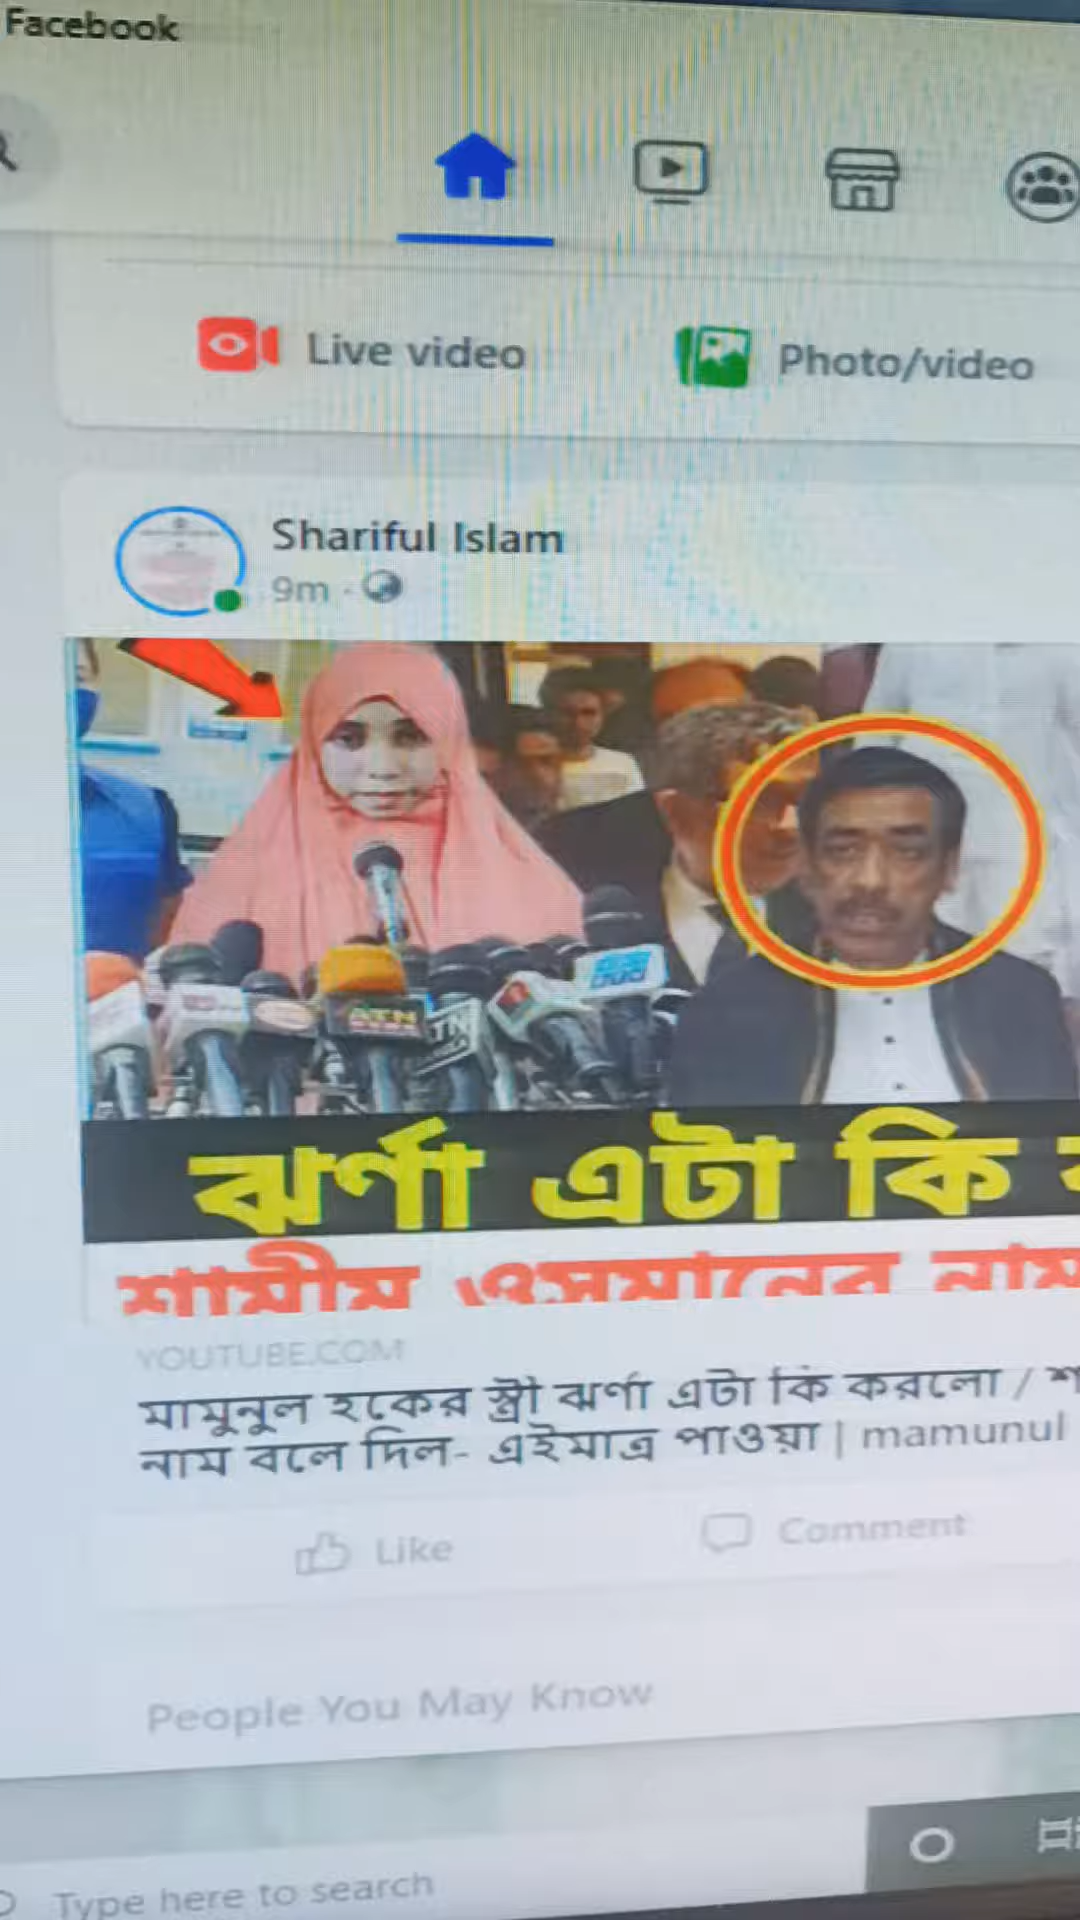 Facebook
Live video
Photo/video
Shariful Islam
9m
ATN
ঝর্ণা এটা কি
শামীম ওসমানের নাম
YOUTUBE.COM
মামুনুল হকের স্ত্রী ঝর্ণা এটা কি করলো /
নাম বলে দিল- এইমাত্র পাওয়া | mamunul
Like
Comment
People You May Know
Type here to search